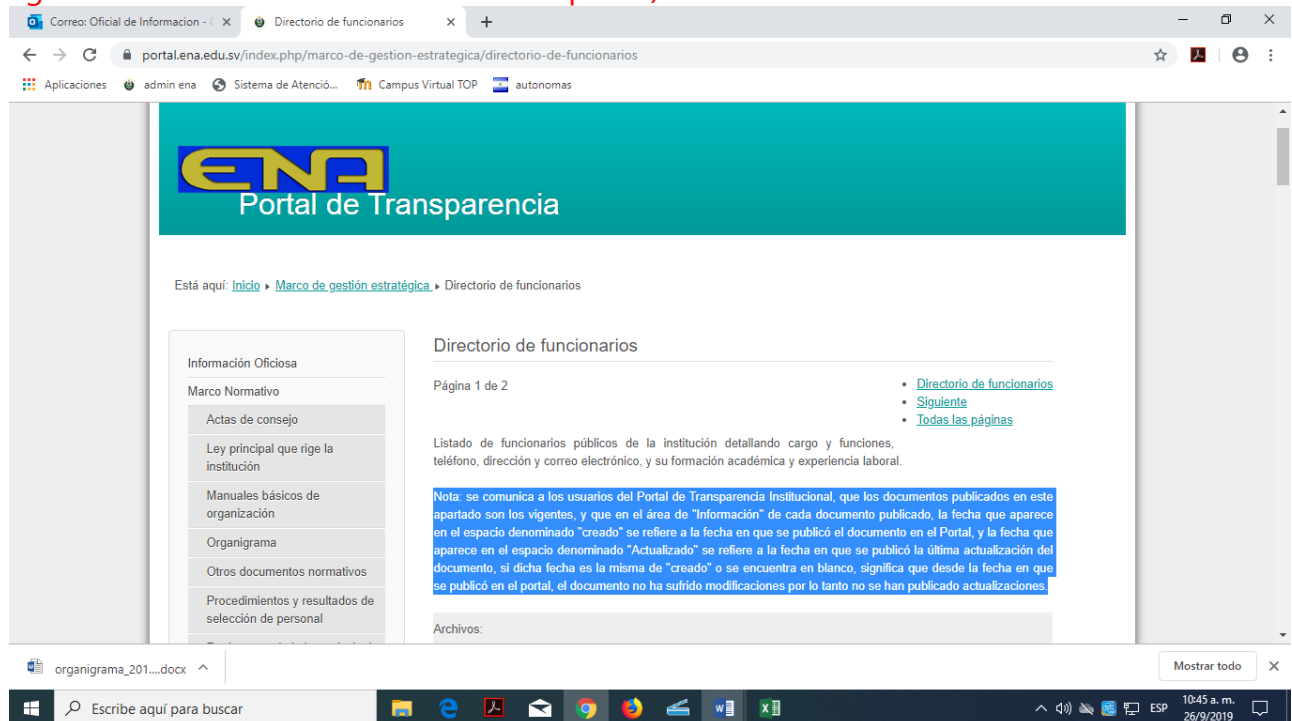 Correo: Oficial de Informacion - C
Directorio de funcionarios
portal.ena.edu.sv/index.php/marco-de-gestion-estrategica/directorio-de-funcionarios
Aplicaciones
admin ena
Sistema de Atenció...
Campus Virtual TOP
autonomas
ENA
Portal de Transparencia
Está aquí: Inicio ▸ Marco de gestión estratégica ▸ Directorio de funcionarios
Información Oficiosa
Marco Normativo
Actas de consejo
Ley principal que rige la
institución
Manuales básicos de
organización
Organigrama
Otros documentos normativos
Procedimientos y resultados de
selección de personal
Directorio de funcionarios
Página 1 de 2
• Directorio de funcionarios
• Siguiente
• Todas las páginas
Listado de funcionarios públicos de la institución detallando cargo y funciones,
teléfono, dirección y correo electrónico, y su formación académica y experiencia laboral.
Nota: se comunica a los usuarios del Portal de Transparencia Institucional, que los documentos publicados en este
apartado son los vigentes, y que en el área de "Información" de cada documento publicado, la fecha que aparece
en el espacio denominado "creado" se refiere a la fecha en que se publicó el documento en el Portal, y la fecha que
aparece en el espacio denominado "Actualizado" se refiere a la fecha en que se publicó la última actualización del
documento, si dicha fecha es la misma de "creado" o se encuentra en blanco, significa que desde la fecha en que
se publicó en el portal, el documento no ha sufrido modificaciones por lo tanto no se han publicado actualizaciones.
Archivos:
organigrama_201....docx
Mostrar todo
Escribe aquí para buscar
ESP
10:45 a. m.
26/9/2019